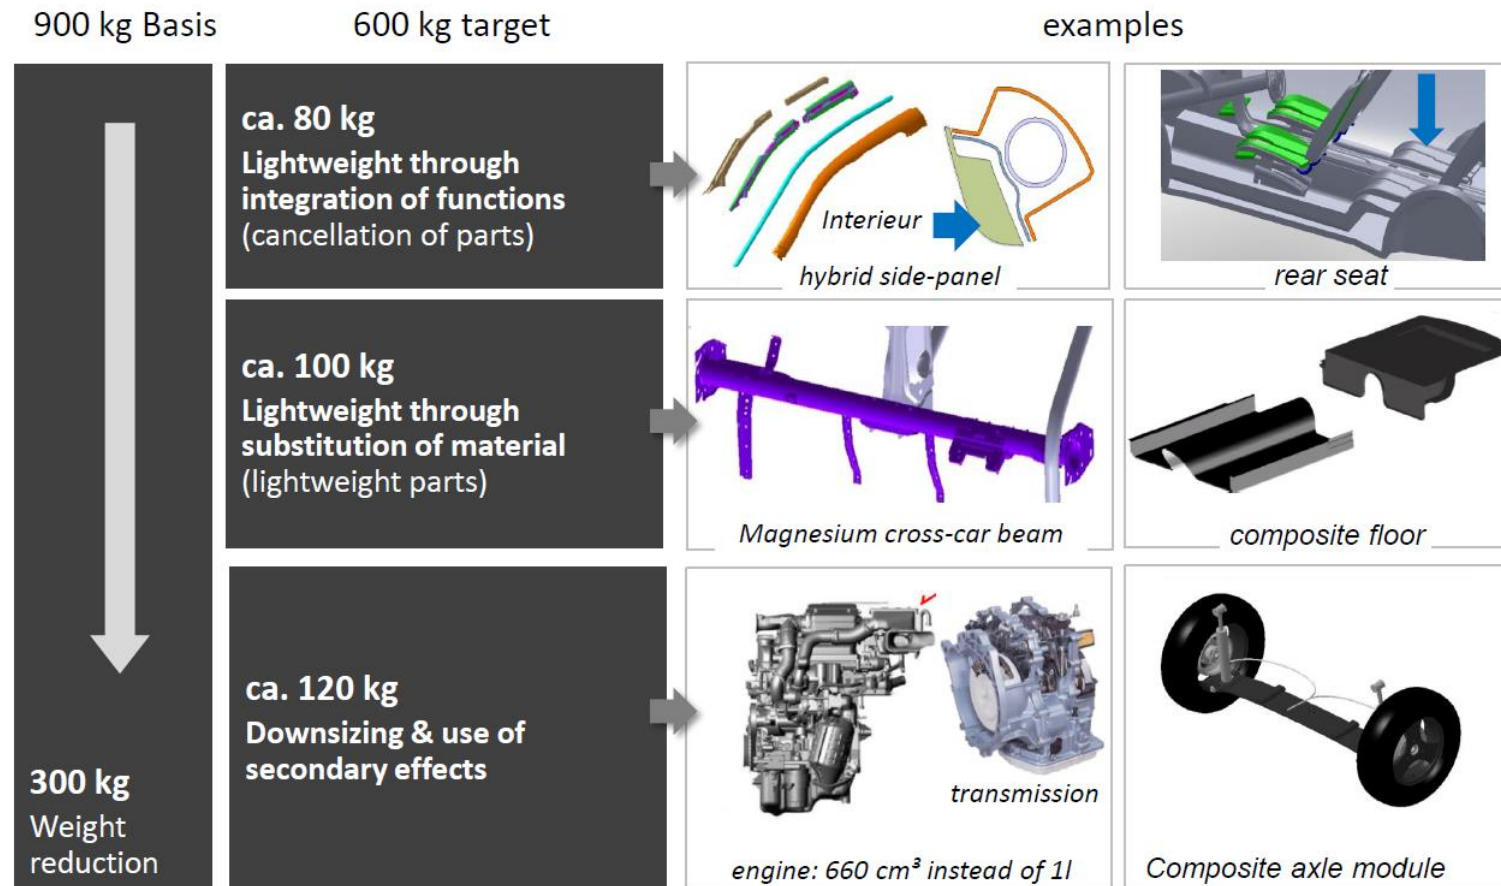 900 kg Basis
600 kg target
examples
ca. 80 kg
Lightweight through
integration of functions
(cancellation of parts)
Interieur
hybrid side-panel
rear seat
ca. 100 kg
Lightweight through
substitution of material
(lightweight parts)
Magnesium cross-car beam
composite floor
ca. 120 kg
Downsizing & use of
secondary effects
transmission
engine: 660 cm³ instead of 1l
Composite axle module
300 kg
Weight
reduction